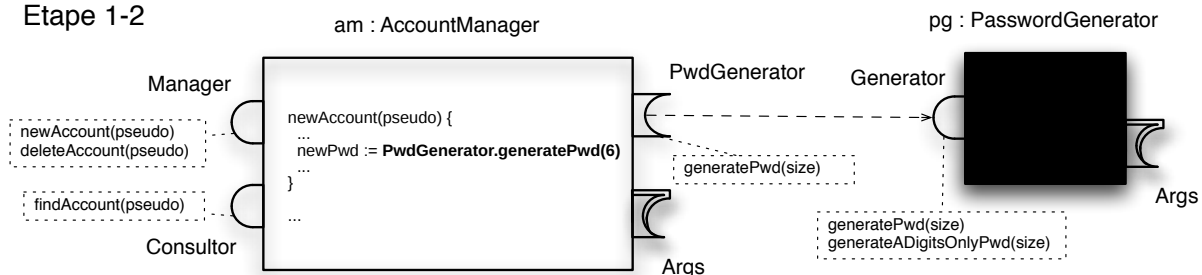 Etape 1-2
am : AccountManager
pg : PasswordGenerator
Manager
newAccount(pseudo)
deleteAccount(pseudo)
findAccount(pseudo)
Consultor
newAccount(pseudo) {
...
newPwd := PwdGenerator.generatePwd(6)
...
}
...
PwdGenerator
generatePwd(size)
Args
Generator
generatePwd(size)
generateADigitsOnlyPwd(size)
Args